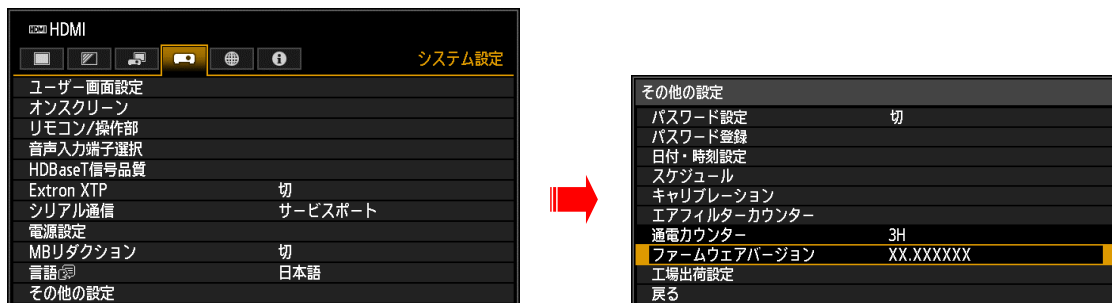 HDMI HDMI
システム設定
ユーザー画面設定
オンスクリーン
リモコン/操作部
音声入力端子選択
HDBaseT信号品質
Extron XTP 切
シリアル通信 サービスポート
電源設定
MBリダクション 切
言語 日本語
その他の設定
その他の設定
パスワード設定 切
パスワード登録
日付・時刻設定
スケジュール
キャリブレーション
エアフィルターカウンター
通電カウンター 3H
ファームウェアバージョン XX.XXXXXX
工場出荷設定
戻る